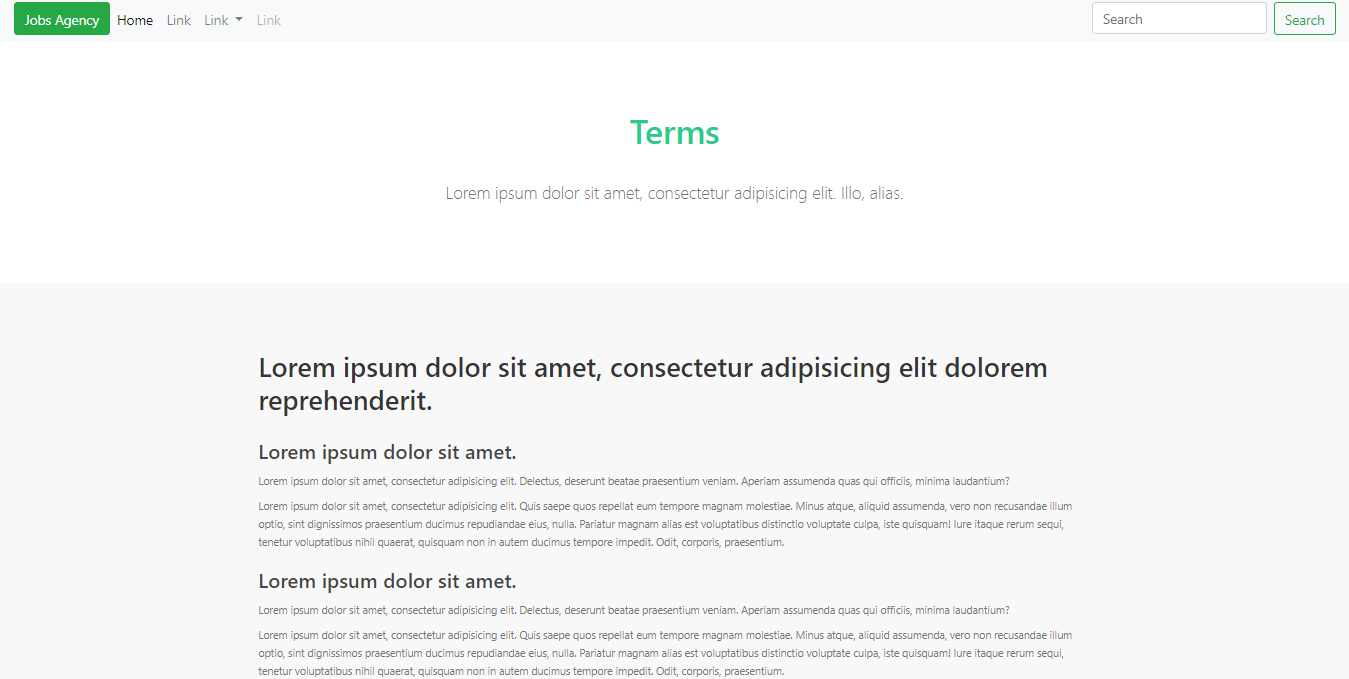 Jobs Agency Home Link Link Link Search Search
Terms
Lorem ipsum dolor sit amet, consectetur adipisicing elit. Illo, alias.
Lorem ipsum dolor sit amet, consectetur adipisicing elit dolorem
reprehenderit.
Lorem ipsum dolor sit amet.
Lorem ipsum dolor sit amet, consectetur adipisicing elit. Delectus, deserunt beatae praesentium veniam. Aperiam assumenda quas qui officiis, minima laudantium?
Lorem ipsum dolor sit amet, consectetur adipisicing elit. Quis saepe quos repellat eum tempore magnam molestiae. Minus atque, aliquid assumenda, vero non recusandae illum
optio, sint dignissimos praesentium ducimus repudiandae eius, nulla. Pariatur magnam alias est voluptatibus distinctio voluptate culpa, iste quisquam! Iure itaque rerum sequi,
tenetur voluptatibus nihil quaerat, quisquam non in autem ducimus tempore impedit. Odit, corporis, praesentium.
Lorem ipsum dolor sit amet.
Lorem ipsum dolor sit amet, consectetur adipisicing elit. Delectus, deserunt beatae praesentium veniam. Aperiam assumenda quas qui officiis, minima laudantium?
Lorem ipsum dolor sit amet, consectetur adipisicing elit. Quis saepe quos repellat eum tempore magnam molestiae. Minus atque, aliquid assumenda, vero non recusandae illum
optio, sint dignissimos praesentium ducimus repudiandae eius, nulla. Pariatur magnam alias est voluptatibus distinctio voluptate culpa, iste quisquam! Iure itaque rerum sequi,
tenetur voluptatibus nihil quaerat, quisquam non in autem ducimus tempore impedit. Odit, corporis, praesentium.